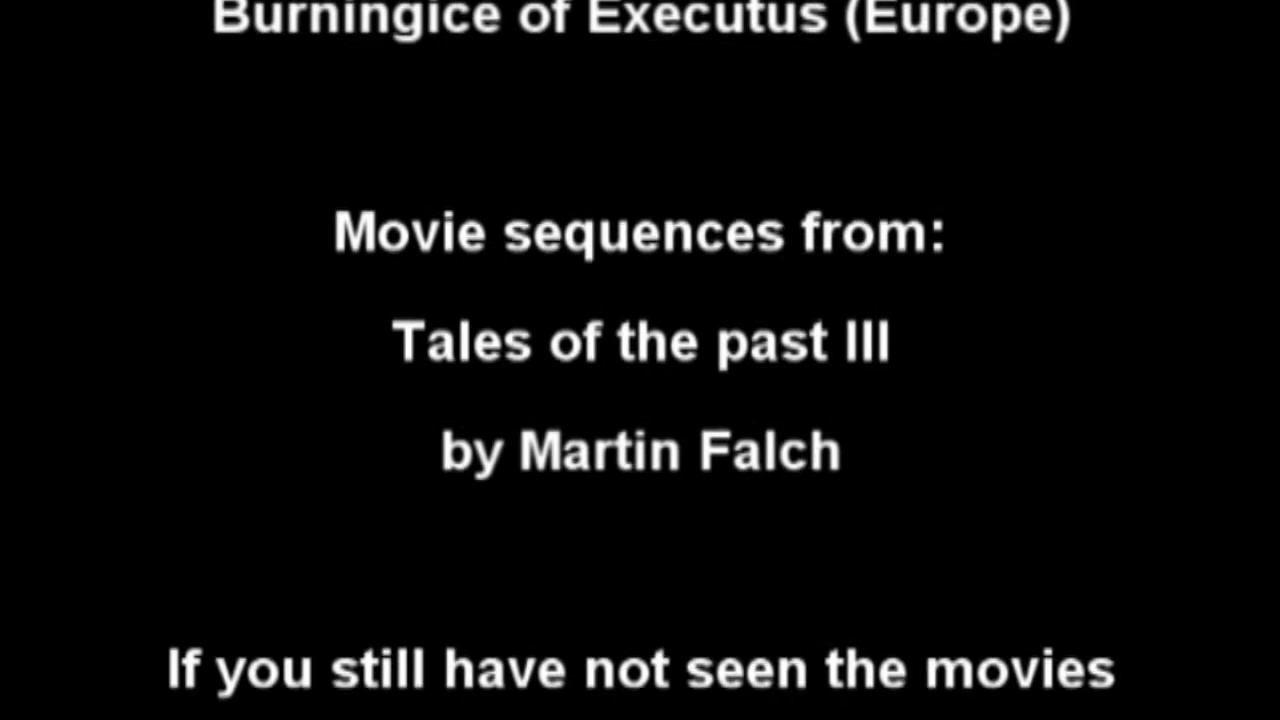 Burningice of Executus (Europe)
Movie sequences from:
Tales of the past III
by Martin Falch
If you still have not seen the movies